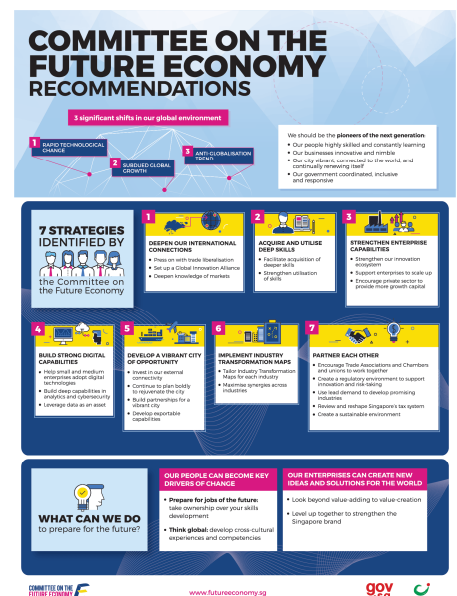 COMMITTEE ON THE
FUTURE ECONOMY
RECOMMENDATIONS
3 significant shifts in our global environment
1
RAPID TECHNOLOGICAL
CHANGE
2
SUBDUED GLOBAL
GROWTH
3
ANTI-GLOBALISATION
TREND
We should be the pioneers of the next generation:
• Our people highly skilled and constantly learning
• Our businesses innovative and nimble
• Our city vibrant, connected to the world, and
continually renewing itself
• Our government coordinated, inclusive
and responsive
7 STRATEGIES
IDENTIFIED BY
the Committee on
the Future Economy
1
DEEPEN OUR INTERNATIONAL
CONNECTIONS
• Press on with trade liberalisation
• Set up a Global Innovation Alliance
• Deepen knowledge of markets
2
ACQUIRE AND UTILISE
DEEP SKILLS
• Facilitate acquisition of
deeper skills
• Strengthen utilisation
of skills
3
STRENGTHEN ENTERPRISE
CAPABILITIES
• Strengthen our innovation
ecosystem
• Support enterprises to scale up
• Encourage private sector to
provide more growth capital
4
BUILD STRONG DIGITAL
CAPABILITIES
• Help small and medium
enterprises adopt digital
technologies
• Build deep capabilities in
analytics and cybersecurity
• Leverage data as an asset
5
DEVELOP A VIBRANT CITY
OF OPPORTUNITY
• Invest in our external
connectivity
• Continue to plan boldly
to rejuvenate the city
• Build partnerships for a
vibrant city
• Develop exportable
capabilities
6
IMPLEMENT INDUSTRY
TRANSFORMATION MAPS
• Tailor Industry Transformation
Maps for each industry
• Maximise synergies across
industries
7
PARTNER EACH OTHER
• Encourage Trade Associations and Chambers
and unions to work together
• Create a regulatory environment to support
innovation and risk-taking
• Use lead demand to develop promising
industries
• Review and reshape Singapore's tax system
• Create a sustainable environment
WHAT CAN WE DO
to prepare for the future?
OUR PEOPLE CAN BECOME KEY
DRIVERS OF CHANGE
• Prepare for jobs of the future:
take ownership over your skills
development
• Think global: develop cross-cultural
experiences and competencies
OUR ENTERPRISES CAN CREATE NEW
IDEAS AND SOLUTIONS FOR THE WORLD
• Look beyond value-adding to value-creation
• Level up together to strengthen the
Singapore brand
COMMITTEE ON THE
FUTURE ECONOMY
www.futureeconomy.sg
gov
sg